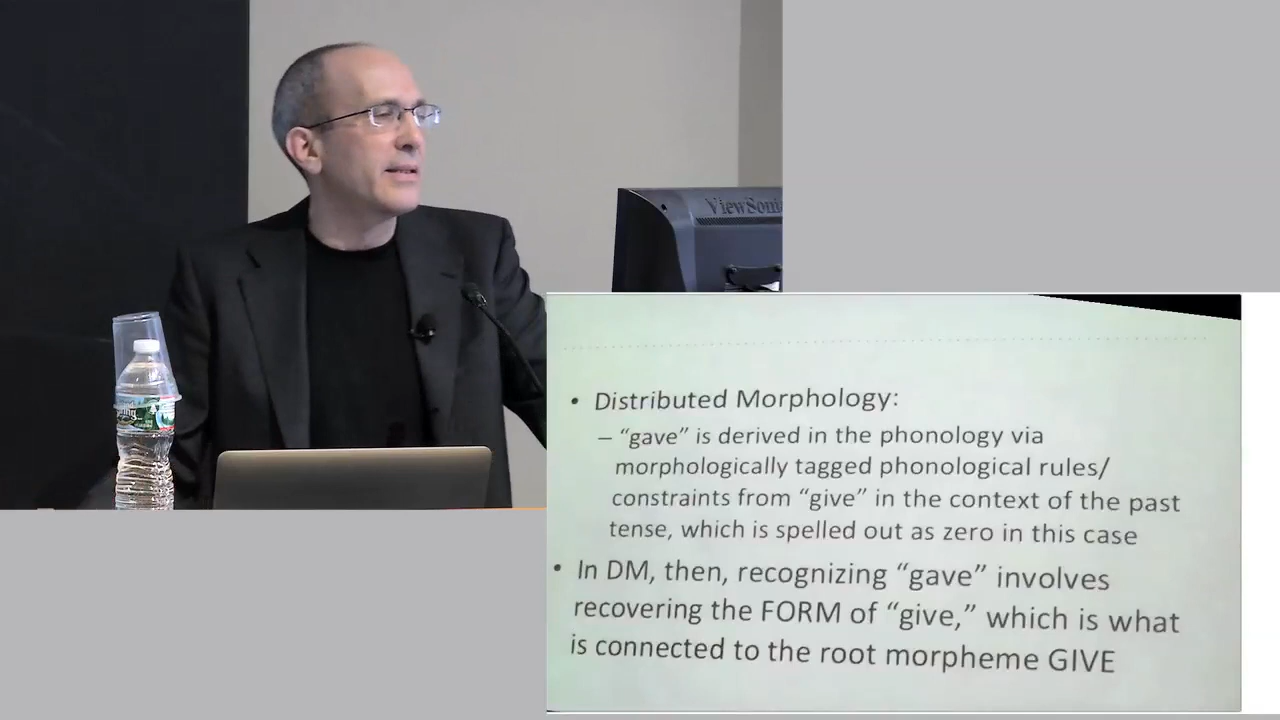 ViewSoni
• Distributed Morphology:
– “gave” is derived in the phonology via
morphologically tagged phonological rules/
constraints from “give” in the context of the past
tense, which is spelled out as zero in this case
• In DM, then, recognizing “gave” involves
recovering the FORM of “give,” which is what
is connected to the root morpheme GIVE